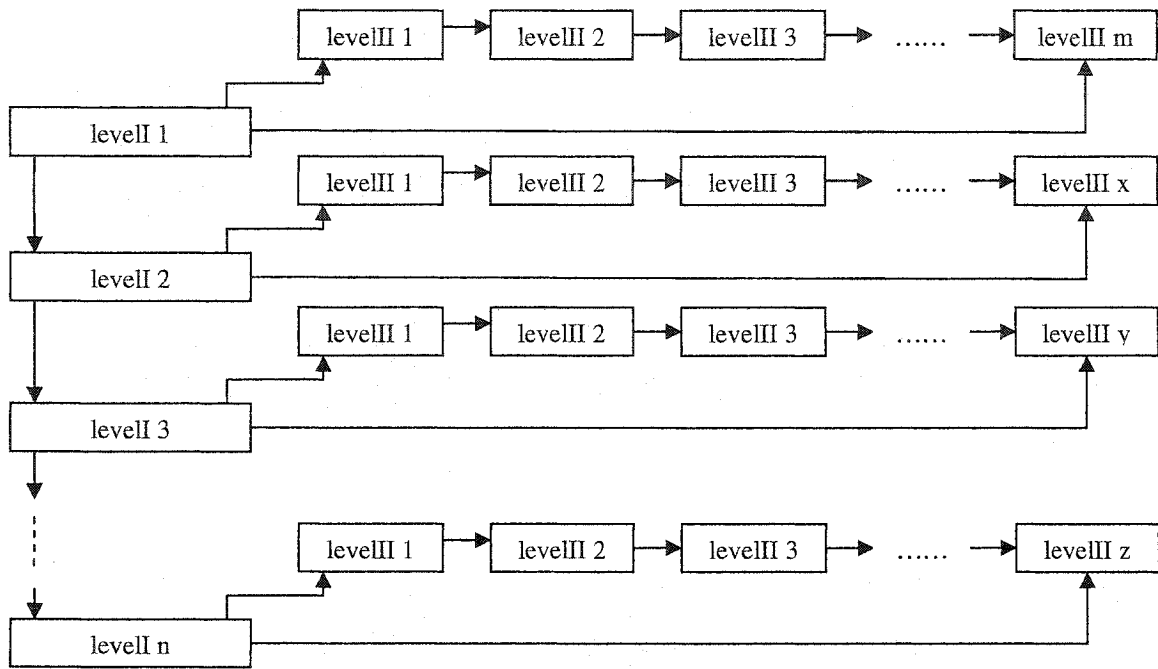 levelII 1 levelII 2 levelII 3 ...... levelII m
levelI 1
levelII 1 levelII 2 levelII 3 ...... levelII x
levelI 2
levelII 1 levelII 2 levelII 3 ...... levelII y
levelI 3
levelII 1 levelII 2 levelII 3 ...... levelII z
levelI n